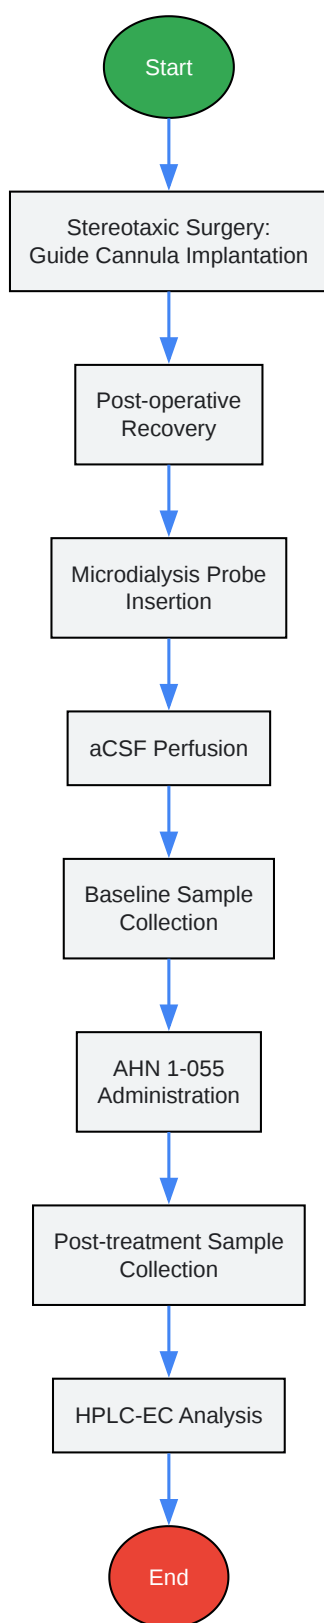 Start
Stereotaxic Surgery:
Guide Cannula Implantation
Post-operative
Recovery
Microdialysis Probe
Insertion
aCSF Perfusion
Baseline Sample
Collection
AHN 1-055
Administration
Post-treatment Sample
Collection
HPLC-EC Analysis
End